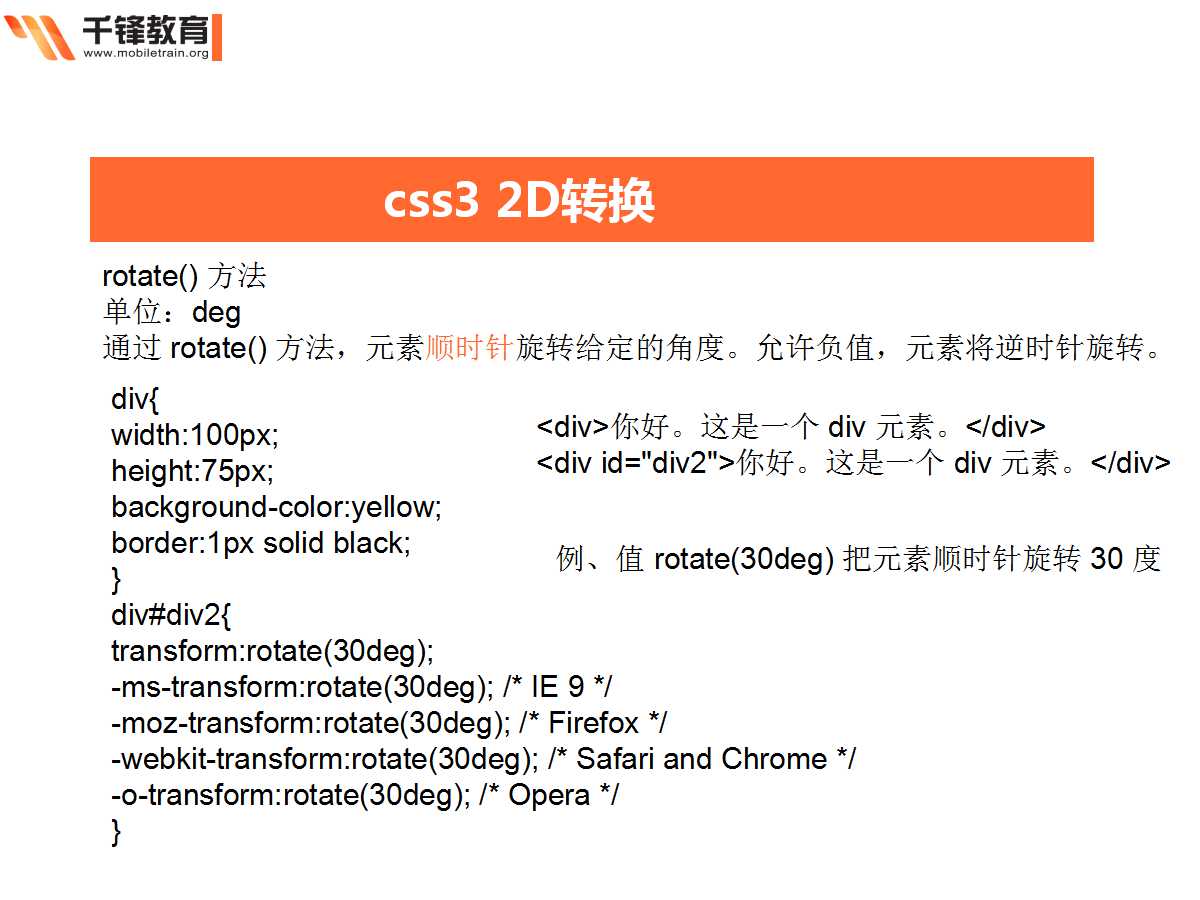 千锋教育
www.mobiletrain.org
css3 2D转换
rotate() 方法
单位：deg
通过 rotate() 方法，元素顺时针旋转给定的角度。允许负值，元素将逆时针旋转。
div{
width:100px;
height:75px;
background-color:yellow;
border:1px solid black;
}
div#div2{
transform:rotate(30deg);
-ms-transform:rotate(30deg); /* IE 9 */
-moz-transform:rotate(30deg); /* Firefox */
-webkit-transform:rotate(30deg); /* Safari and Chrome */
-o-transform:rotate(30deg); /* Opera */
}
<div>你好。这是一个 div 元素。</div>
<div id="div2">你好。这是一个 div 元素。</div>
例、值 rotate(30deg) 把元素顺时针旋转 30 度